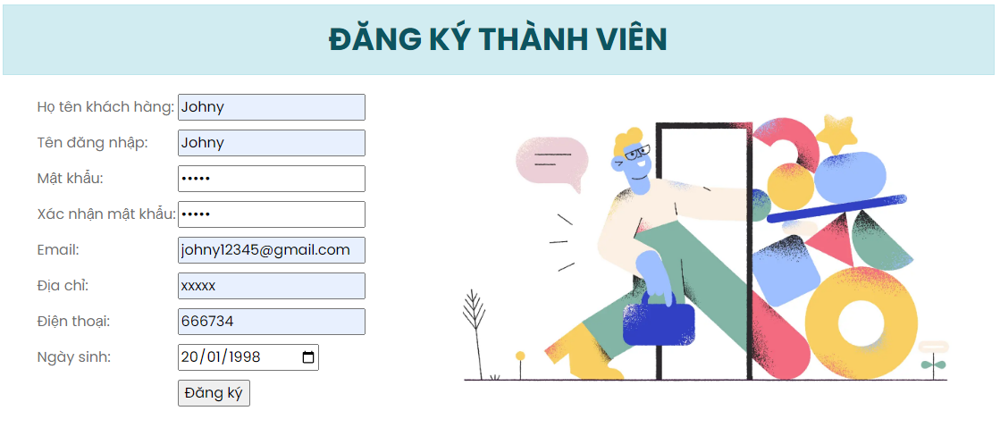 ĐĂNG KÝ THÀNH VIÊN
Họ tên khách hàng: Johny
Tên đăng nhập: Johny
Mật khẩu: •••••
Xác nhận mật khẩu: •••••
Email: johny12345@gmail.com
Địa chỉ: xxxxx
Điện thoại: 666734
Ngày sinh: 20/01/1998
Đăng ký